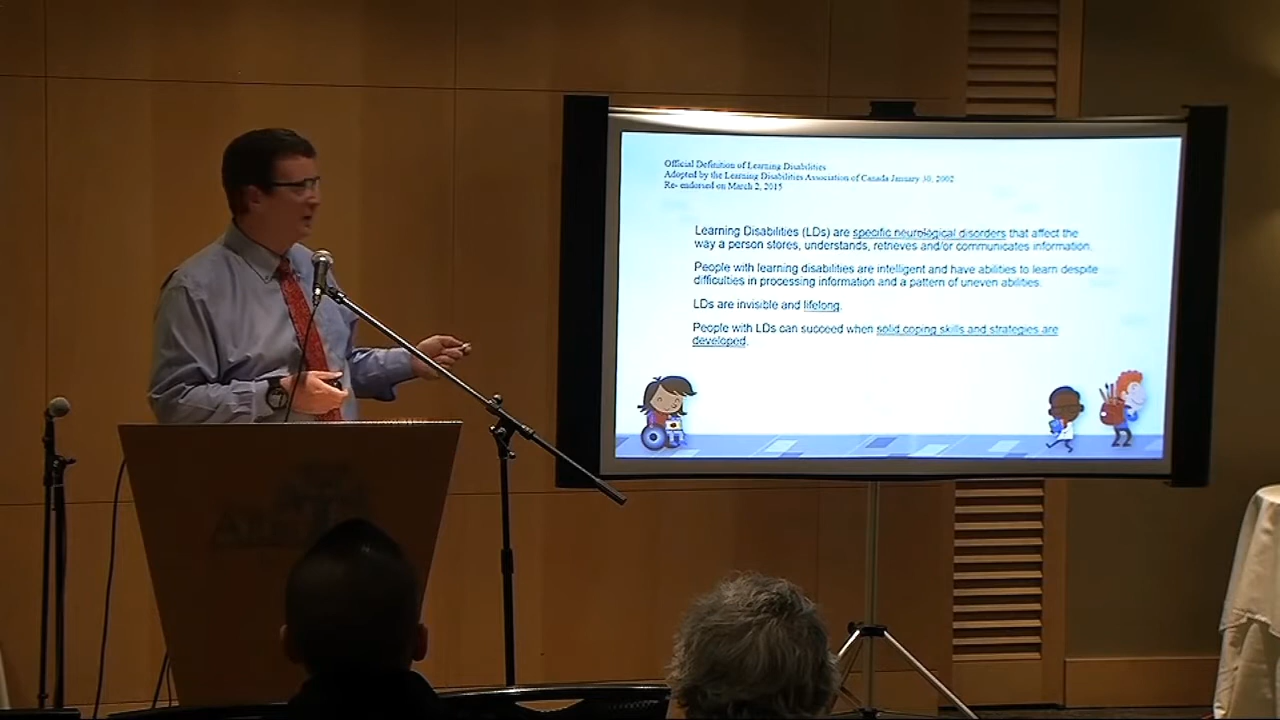 Official Definition of Learning Disabilities
Adopted by the Learning Disabilities Association of Canada January 30, 2002
Re- endorsed on March 2, 2015
Learning Disabilities (LDs) are specific neurological disorders that affect the
way a person stores, understands, retrieves and/or communicates information.
People with learning disabilities are intelligent and have abilities to learn despite
difficulties in processing information and a pattern of uneven abilities.
LDs are invisible and lifelong.
People with LDs can succeed when solid coping skills and strategies are
developed.